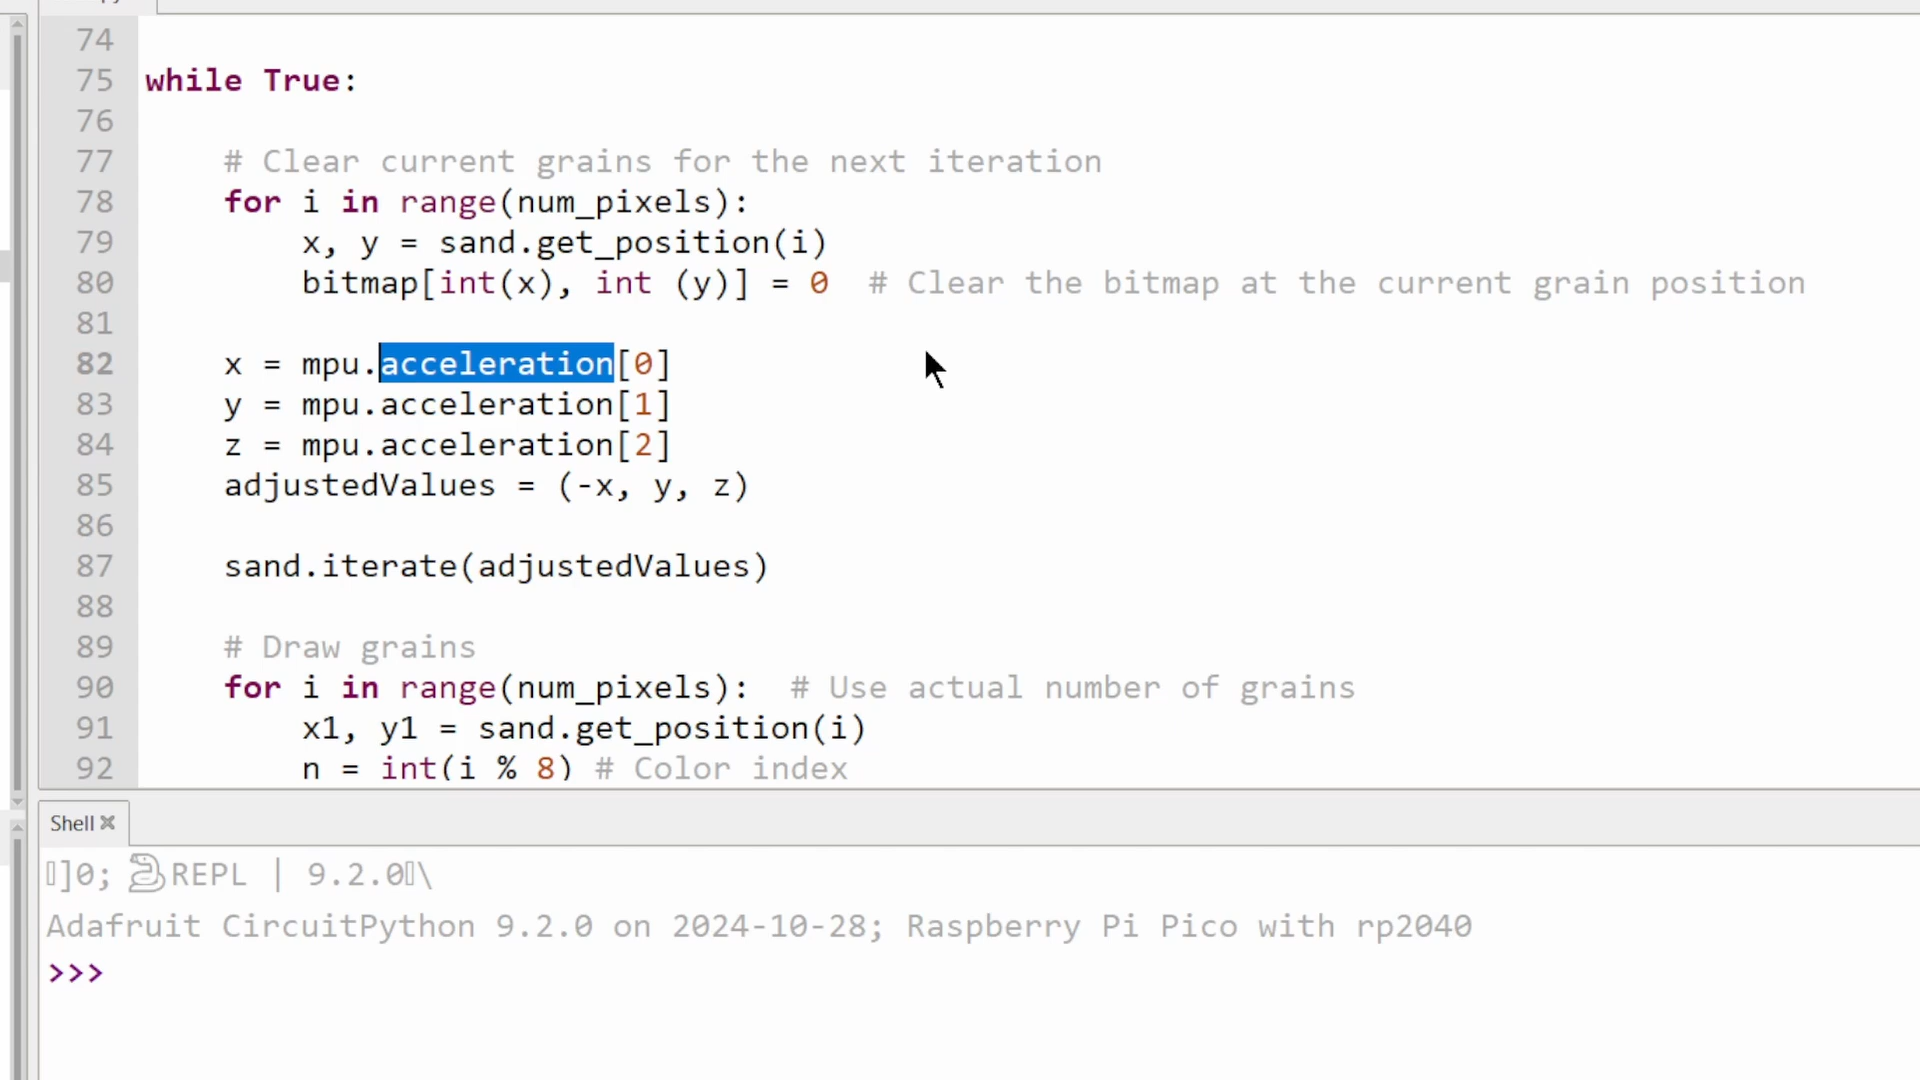 74
75 while True:
76
77     # Clear current grains for the next iteration
78     for i in range(num_pixels):
79         x, y = sand.get_position(i)
80         bitmap[int(x), int (y)] = 0  # Clear the bitmap at the current grain position
81
82     x = mpu.acceleration[0]
83     y = mpu.acceleration[1]
84     z = mpu.acceleration[2]
85     adjustedValues = (-x, y, z)
86
87     sand.iterate(adjustedValues)
88
89     # Draw grains
90     for i in range(num_pixels):  # Use actual number of grains
91         x1, y1 = sand.get_position(i)
92         n = int(i % 8) # Color index
Shell
]0; 🐍REPL | 9.2.0\
Adafruit CircuitPython 9.2.0 on 2024-10-28; Raspberry Pi Pico with rp2040
>>>